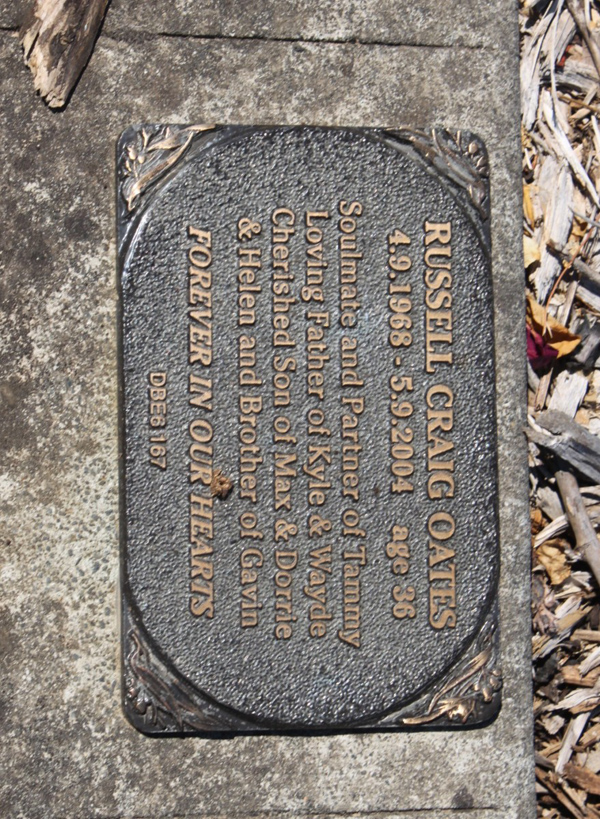 RUSSELL CRAIG OATES
4.9.1968 - 5.9.2004 age 36
Soulmate and Partner of Tammy
Loving Father of Kyle & Wayde
Cherished Son of Max & Dorrie
& Helen and Brother of Gavin
FOREVER IN OUR HEARTS
DBE6 167